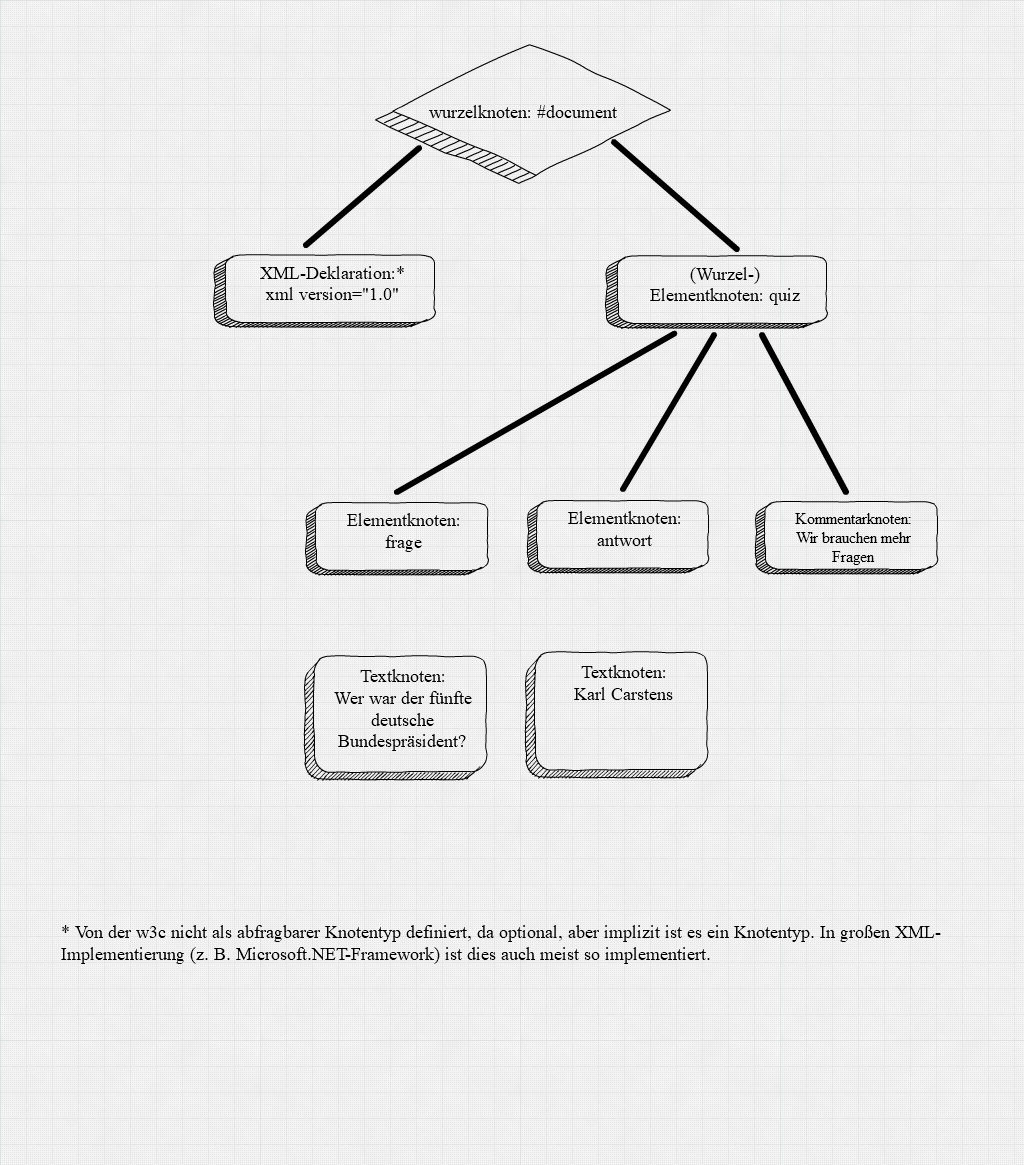 wurzelknoten: #document
XML-Deklaration:*
xml version="1.0"
(Wurzel-)
Elementknoten: quiz
Elementknoten:
frage
Elementknoten:
antwort
Kommentarknoten:
Wir brauchen mehr
Fragen
Textknoten:
Wer war der fünfte
deutsche
Bundespräsident?
Textknoten:
Karl Carstens
* Von der w3c nicht als abfragbarer Knotentyp definiert, da optional, aber implizit ist es ein Knotentyp. In großen XML-
Implementierung (z. B. Microsoft.NET-Framework) ist dies auch meist so implementiert.